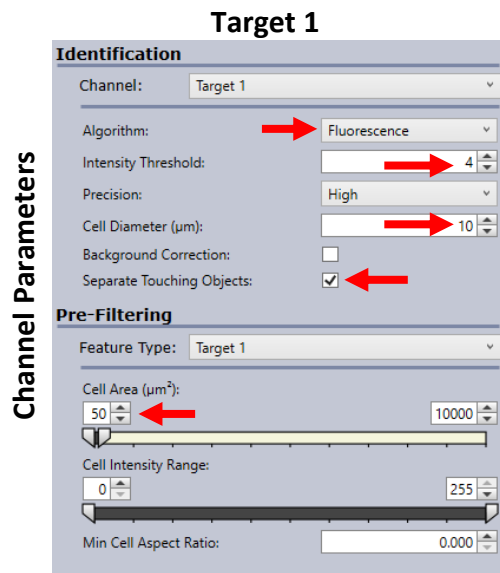 Target 1
Channel Parameters
Identification
Channel: Target 1
Algorithm: Fluorescence
Intensity Threshold: 4
Precision: High
Cell Diameter (µm): 10
Background Correction:
Separate Touching Objects:
Pre-Filtering
Feature Type: Target 1
Cell Area (µm²):
50 10000
Cell Intensity Range:
0 255
Min Cell Aspect Ratio: 0.000